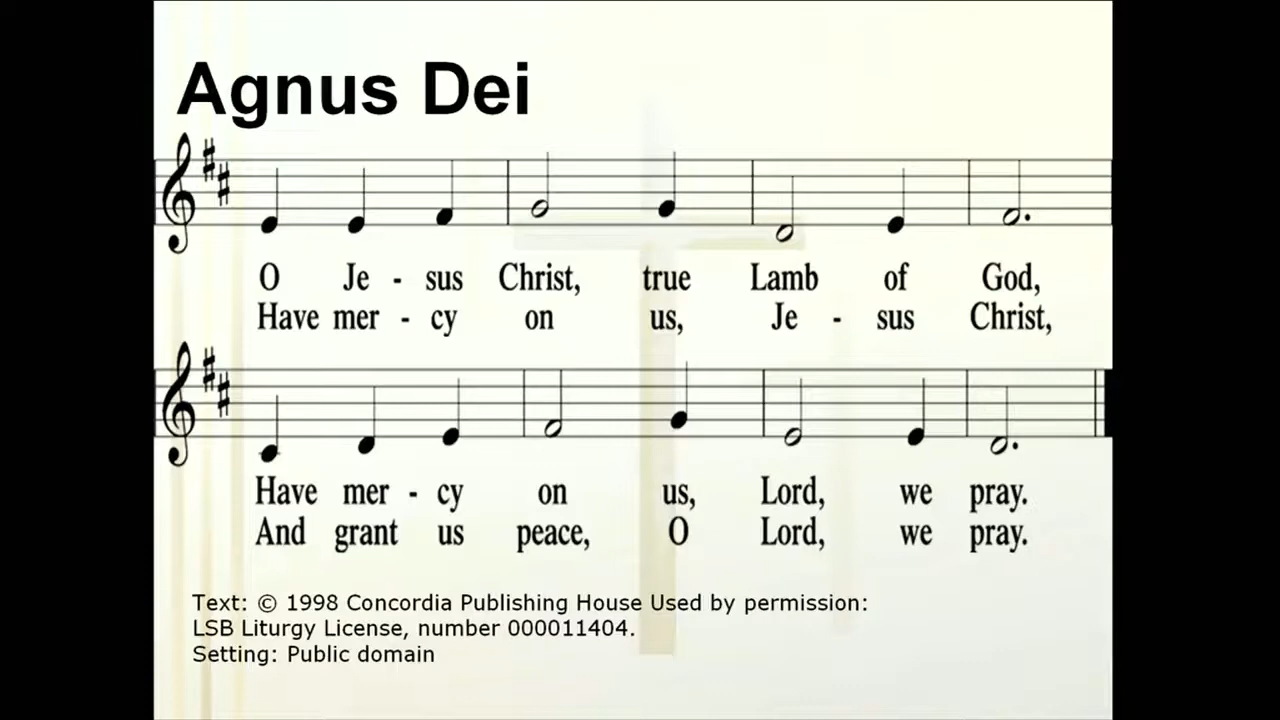 Agnus Dei
O Je - sus Christ, true Lamb of God,
Have mer - cy on us, Je - sus Christ,
Have mer - cy on us, Lord, we pray.
And grant us peace, O Lord, we pray.
Text: © 1998 Concordia Publishing House Used by permission:
LSB Liturgy License, number 000011404.
Setting: Public domain